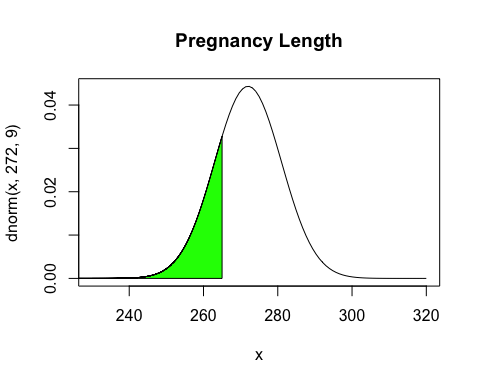 Pregnancy Length
dnorm(x, 272, 9)
0.04
0.02
0.00
240 260 280 300 320
x